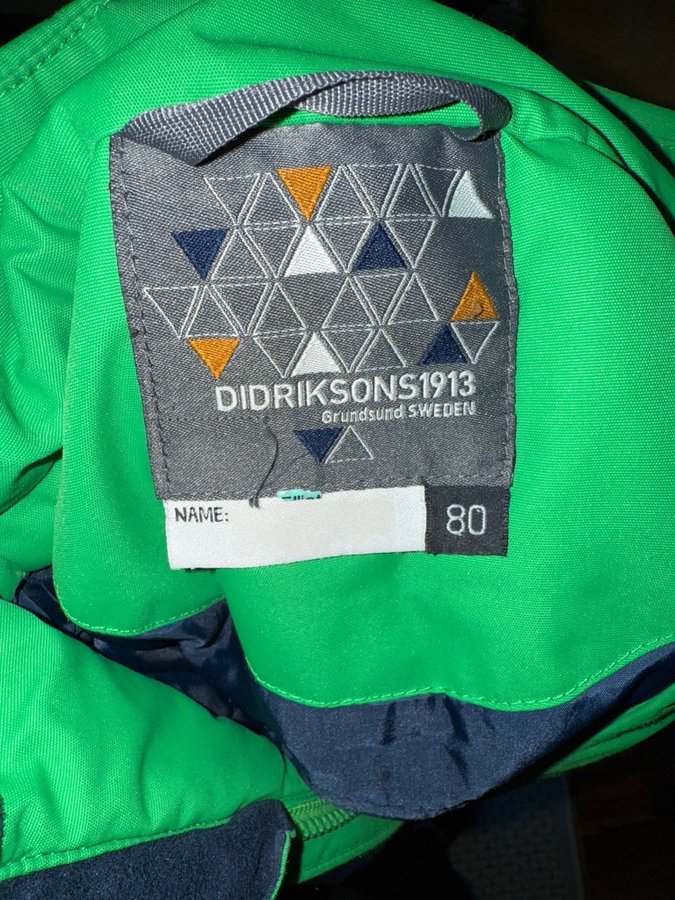 DIDRIKSONS1913
Grundsund SWEDEN
NAME:
80